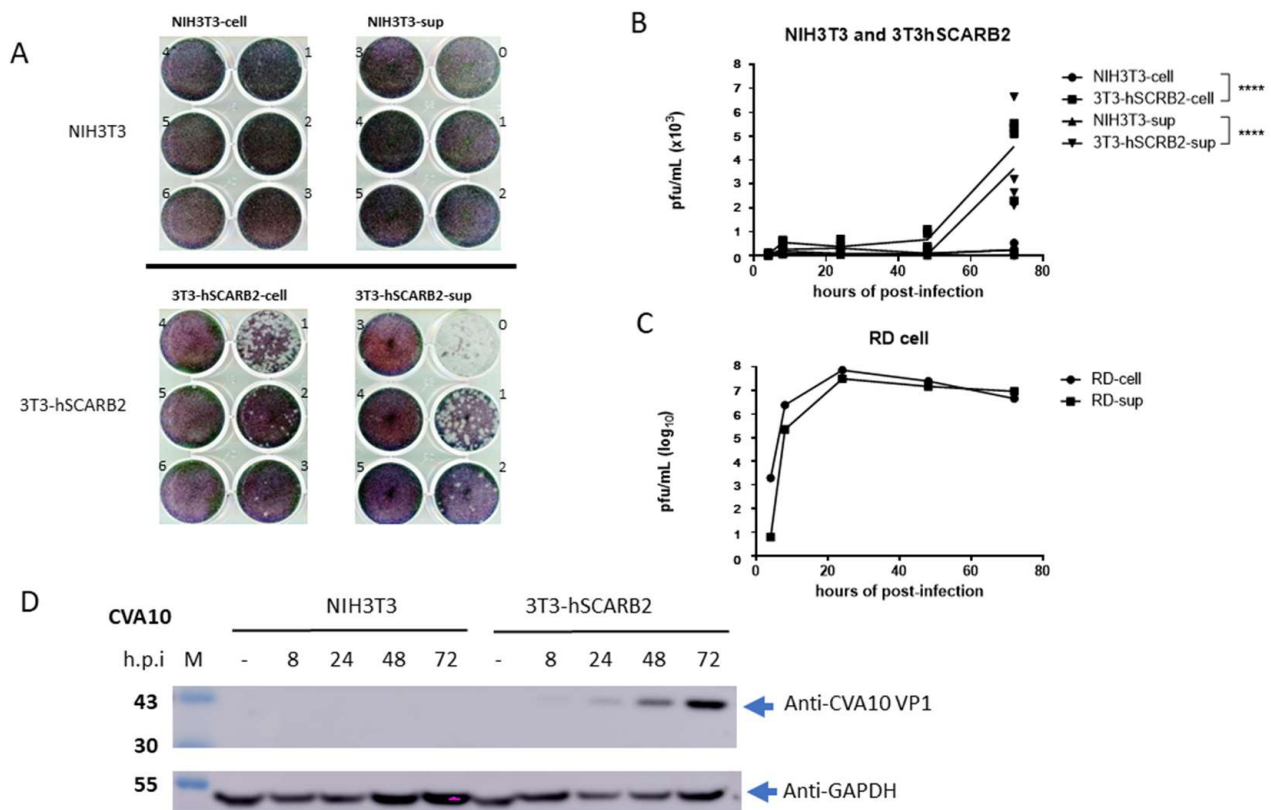 A
NIH3T3-cell
NIH3T3-sup
4 1 3 0
NIH3T3
5 2 4 1
6 3 5 2
3T3-hSCARB2-cell
3T3-hSCARB2-sup
4 1 3 0
3T3-hSCARB2
5 2 4 1
6 3 5 2
B
NIH3T3 and 3T3hSCARB2
pfu/mL (x10³)
8
7
6
5
4
3
2
1
0
0 20 40 60 80
hours of post-infection
NIH3T3-cell
3T3-hSCRB2-cell
****
NIH3T3-sup
3T3-hSCRB2-sup
****
C
RD cell
pfu/mL (log₁₀)
8
7
6
5
4
3
2
1
0
0 20 40 60 80
hours of post-infection
RD-cell
RD-sup
D
CVA10
NIH3T3
3T3-hSCARB2
h.p.i M - 8 24 48 72 - 8 24 48 72
43
Anti-CVA10 VP1
30
55
Anti-GAPDH